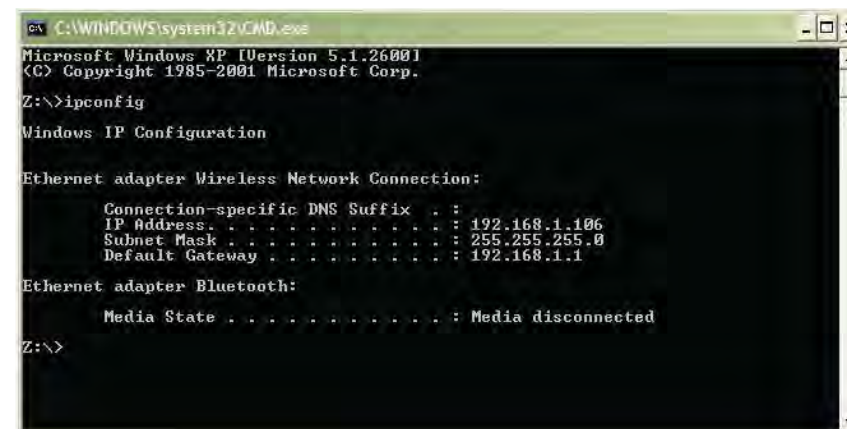 C:\WINDOWS\system32\CMD.exe
Microsoft Windows XP [Version 5.1.2600]
(C) Copyright 1985-2001 Microsoft Corp.
Z:\>ipconfig
Windows IP Configuration
Ethernet adapter Wireless Network Connection:
Connection-specific DNS Suffix . :
IP Address. . . . . . . . . . . . : 192.168.1.106
Subnet Mask . . . . . . . . . . . : 255.255.255.0
Default Gateway . . . . . . . . . : 192.168.1.1
Ethernet adapter Bluetooth:
Media State . . . . . . . . . . . : Media disconnected
Z:\>